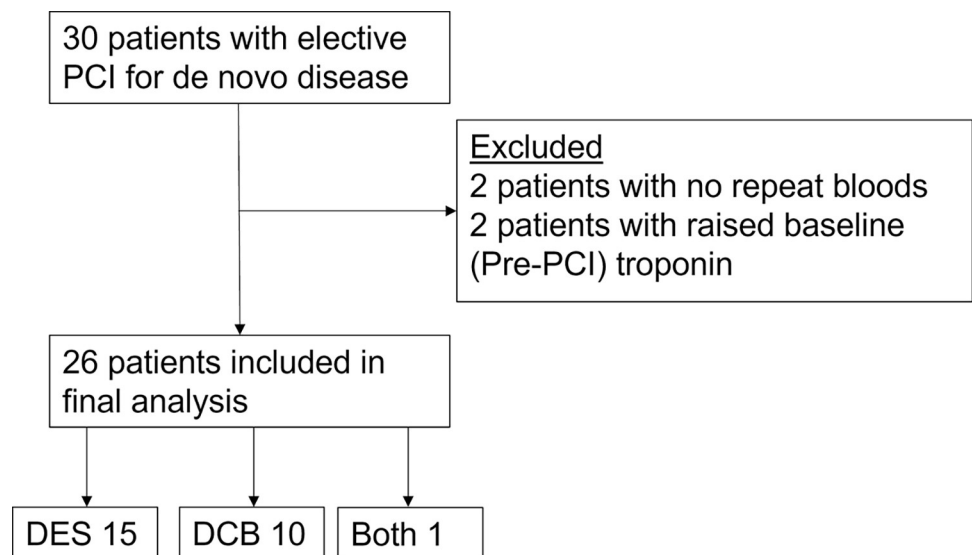 30 patients with elective
PCI for de novo disease
Excluded
2 patients with no repeat bloods
2 patients with raised baseline
(Pre-PCI) troponin
26 patients included in
final analysis
DES 15
DCB 10
Both 1